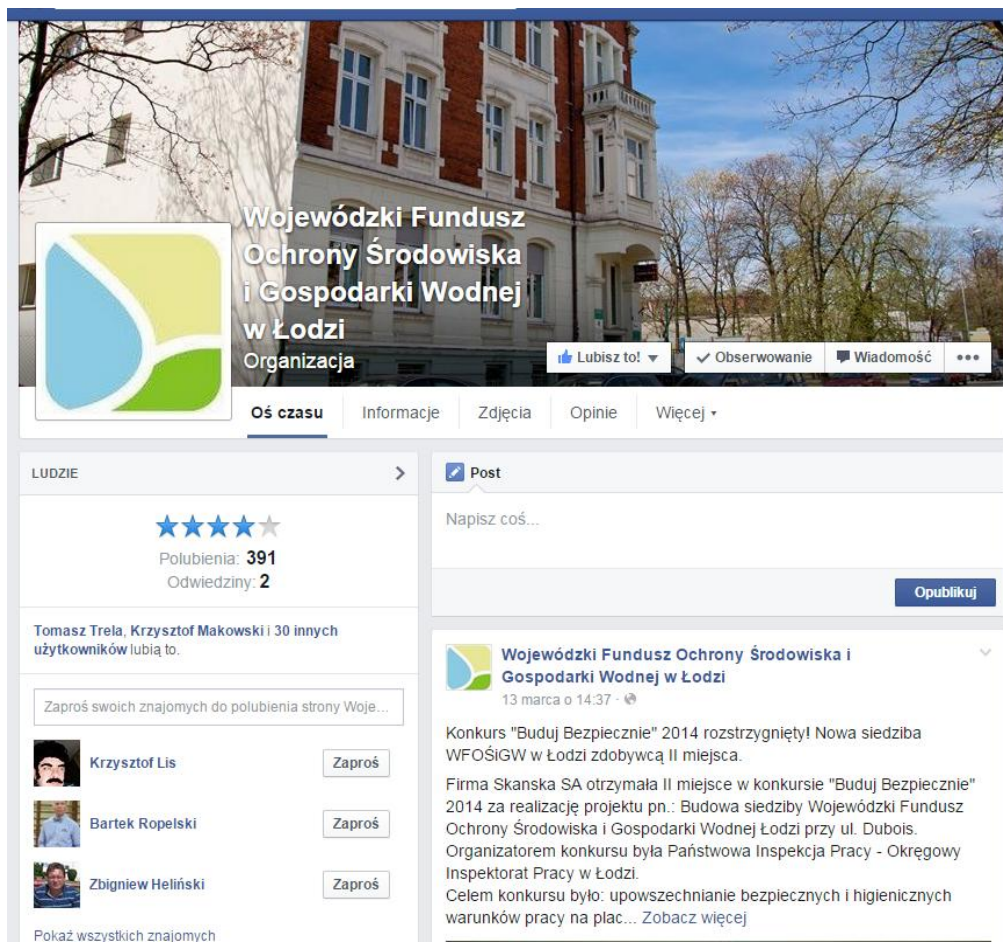 Wojewódzki Fundusz
Ochrony Środowiska
i Gospodarki Wodnej
w Łodzi
Organizacja
Lubisz to!
Obserwowanie
Wiadomość
Oś czasu
Informacje
Zdjęcia
Opinie
Więcej
LUDZIE
Polubienia: 391
Odwiedziny: 2
Tomasz Trela, Krzysztof Makowski i 30 innych
użytkowników lubią to.
Zaproś swoich znajomych do polubienia strony Woje...
Krzysztof Lis
Zaproś
Bartek Ropelski
Zaproś
Zbigniew Heliński
Zaproś
Pokaż wszystkich znajomych
Post
Napisz coś...
Opublikuj
Wojewódzki Fundusz Ochrony Środowiska i
Gospodarki Wodnej w Łodzi
13 marca o 14:37 ·
Konkurs "Buduj Bezpiecznie" 2014 rozstrzygnięty! Nowa siedziba
WFOŚiGW w Łodzi zdobywcą II miejsca.
Firma Skanska SA otrzymała II miejsce w konkursie "Buduj Bezpiecznie"
2014 za realizację projektu pn.: Budowa siedziby Wojewódzki Fundusz
Ochrony Środowiska i Gospodarki Wodnej Łodzi przy ul. Dubois.
Organizatorem konkursu była Państwowa Inspekcja Pracy - Okręgowy
Inspektorat Pracy w Łodzi.
Celem konkursu było: upowszechnianie bezpiecznych i higienicznych
warunków pracy na plac... Zobacz więcej